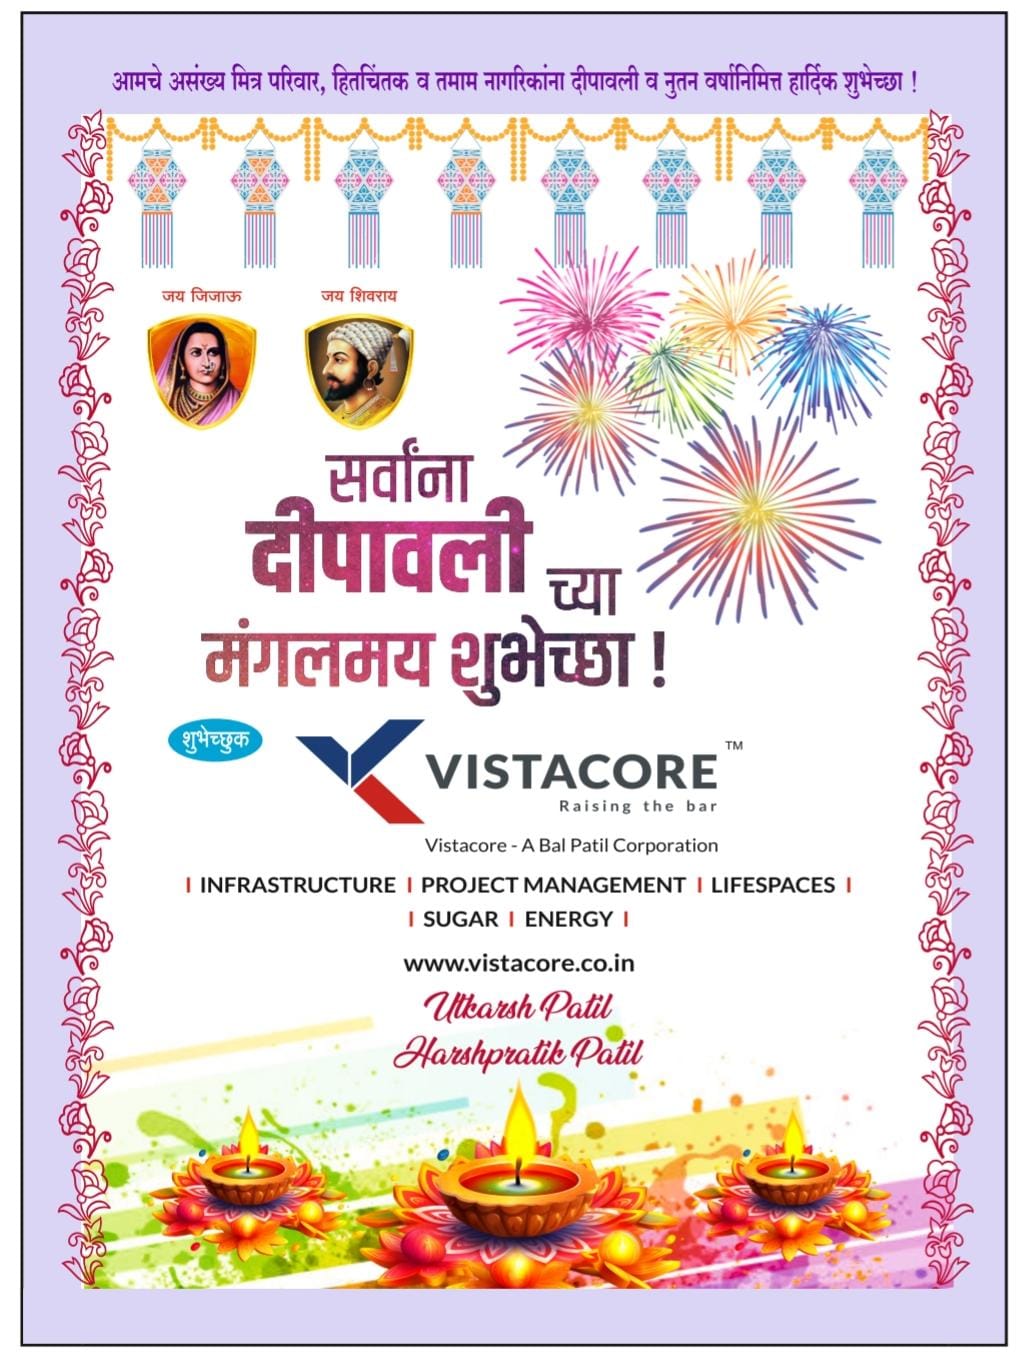 आमचे असंख्य मित्र परिवार, हितचिंतक व तमाम नागरिकांना दीपावली व नुतन वर्षानिमित्त हार्दिक शुभेच्छा !
जय जिजाऊ
जय शिवराय
सर्वांना
दीपावली च्या
मंगलमय शुभेच्छा !
शुभेच्छुक
VISTACORE ™
Raising the bar
Vistacore - A Bal Patil Corporation
I INFRASTRUCTURE I PROJECT MANAGEMENT I LIFESPACES I
I SUGAR I ENERGY I
www.vistacore.co.in
Utkarsh Patil
Harshpratik Patil